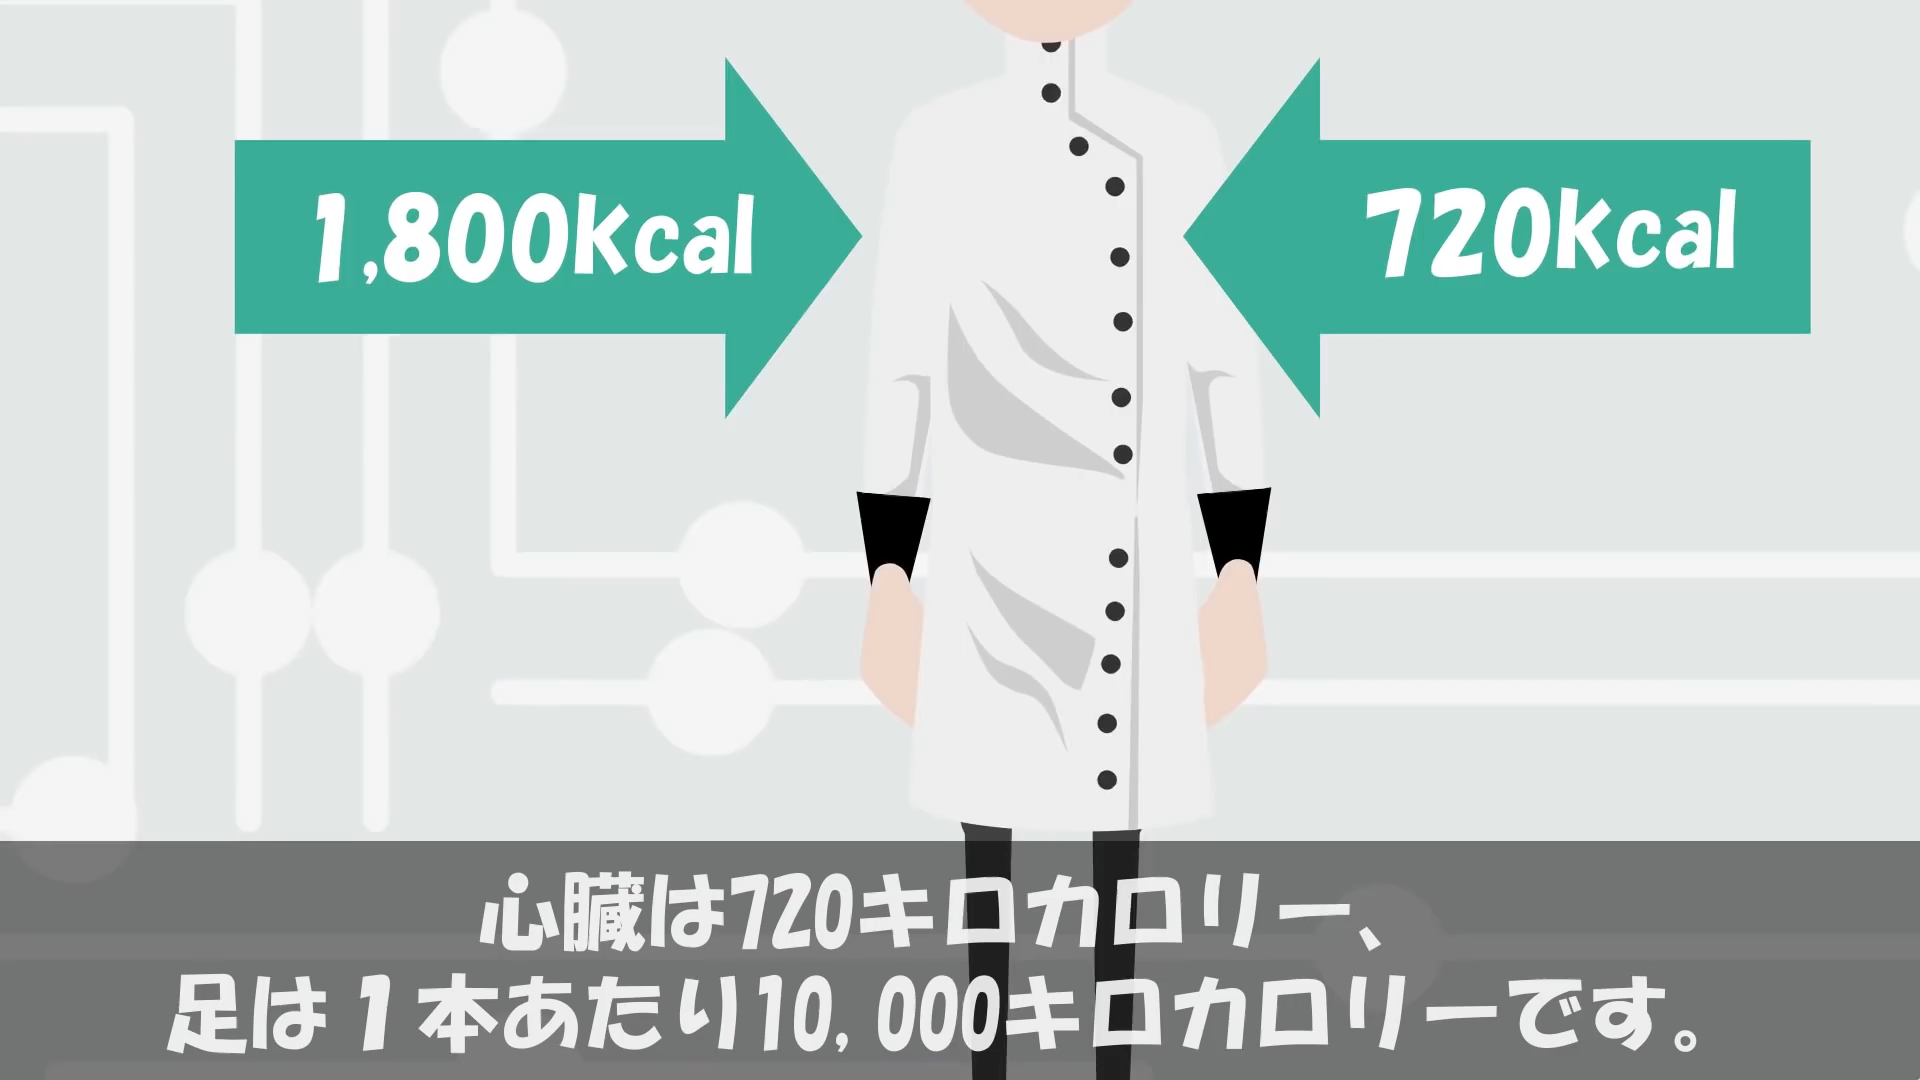 1,800Kcal
720Kcal
心臓は720キロカロリー、
足は１本あたり10,000キロカロリーです。